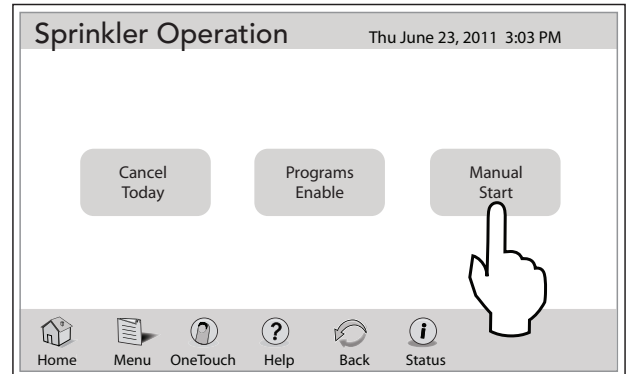 Sprinkler Operation Thu June 23, 2011 3:03 PM
Cancel Today
Programs Enable
Manual Start
Home Menu OneTouch Help Back Status